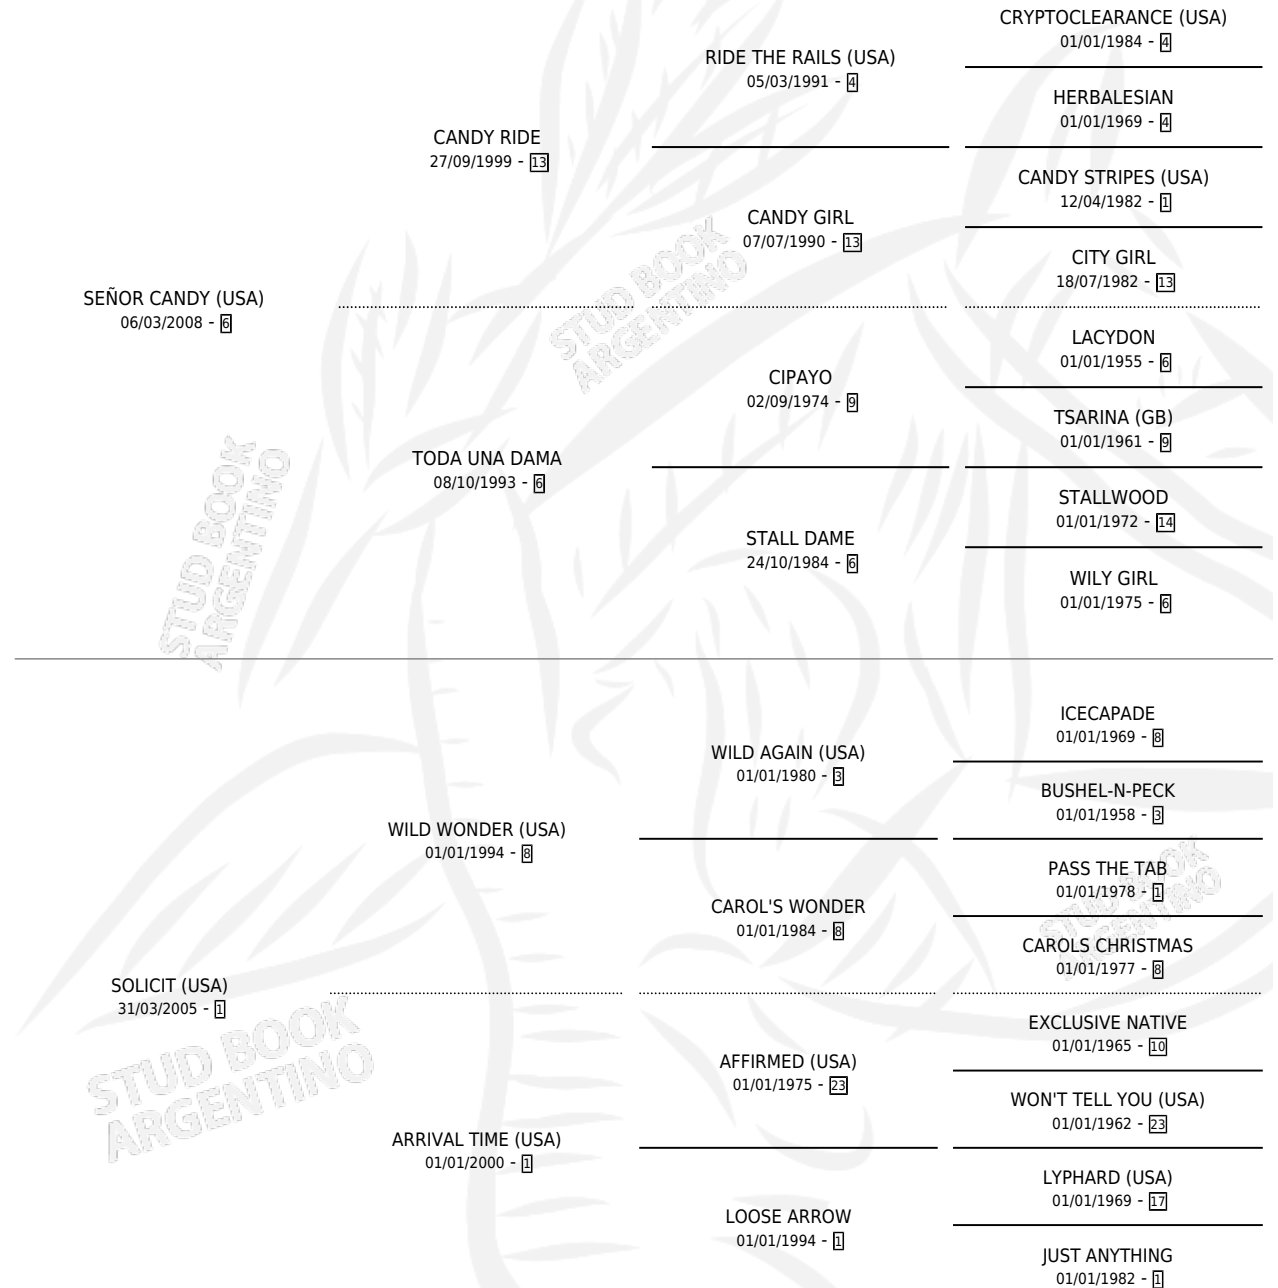 CRYPTOCLEARANCE (USA)
01/01/1984 - 4
RIDE THE RAILS (USA)
05/03/1991 - 4
HERBALESIAN
01/01/1969 - 4
CANDY RIDE
27/09/1999 - 13
CANDY STRIPES (USA)
12/04/1982 - 1
CANDY GIRL
07/07/1990 - 13
CITY GIRL
18/07/1982 - 13
SEÑOR CANDY (USA)
06/03/2008 - 6
LACYDON
01/01/1955 - 6
CIPAYO
02/09/1974 - 9
TSARINA (GB)
01/01/1961 - 9
TODA UNA DAMA
08/10/1993 - 6
STALLWOOD
01/01/1972 - 14
STALL DAME
24/10/1984 - 6
WILY GIRL
01/01/1975 - 6
STUD BOOK
ARGENTINO
STUD BOOK
ARGENTINO
ICECAPADE
01/01/1969 - 8
WILD AGAIN (USA)
01/01/1980 - 3
BUSHEL-N-PECK
01/01/1958 - 3
WILD WONDER (USA)
01/01/1994 - 8
PASS THE TAB
01/01/1978 - 1
CAROL'S WONDER
01/01/1984 - 8
CAROLS CHRISTMAS
01/01/1977 - 8
STUD BOOK
ARGENTINO
SOLICIT (USA)
31/03/2005 - 1
EXCLUSIVE NATIVE
01/01/1965 - 10
AFFIRMED (USA)
01/01/1975 - 23
WON'T TELL YOU (USA)
01/01/1962 - 23
STUD BOOK
ARGENTINO
ARRIVAL TIME (USA)
01/01/2000 - 1
LYPHARD (USA)
01/01/1969 - 17
LOOSE ARROW
01/01/1994 - 1
JUST ANYTHING
01/01/1982 - 1